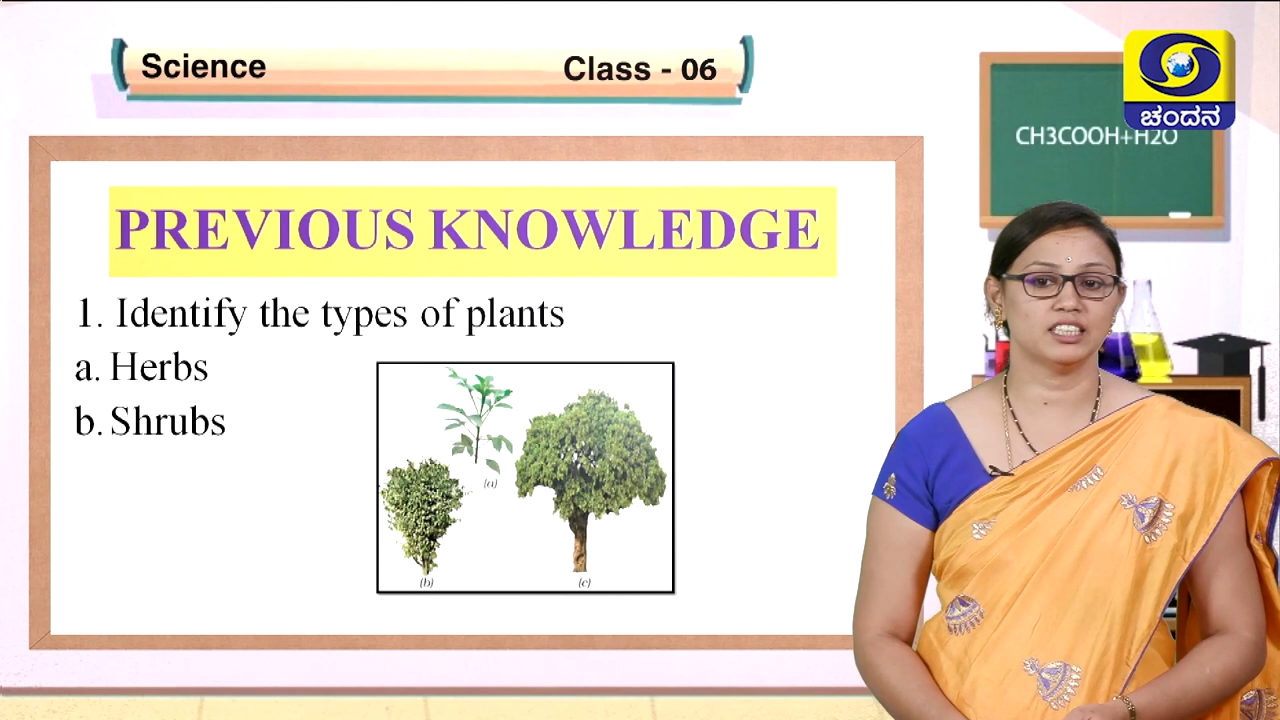 Science
Class - 06
ಚಂದನ
CH3COOH+H2O
PREVIOUS KNOWLEDGE
1. Identify the types of plants
a. Herbs
b. Shrubs
(a)
(b)
(c)